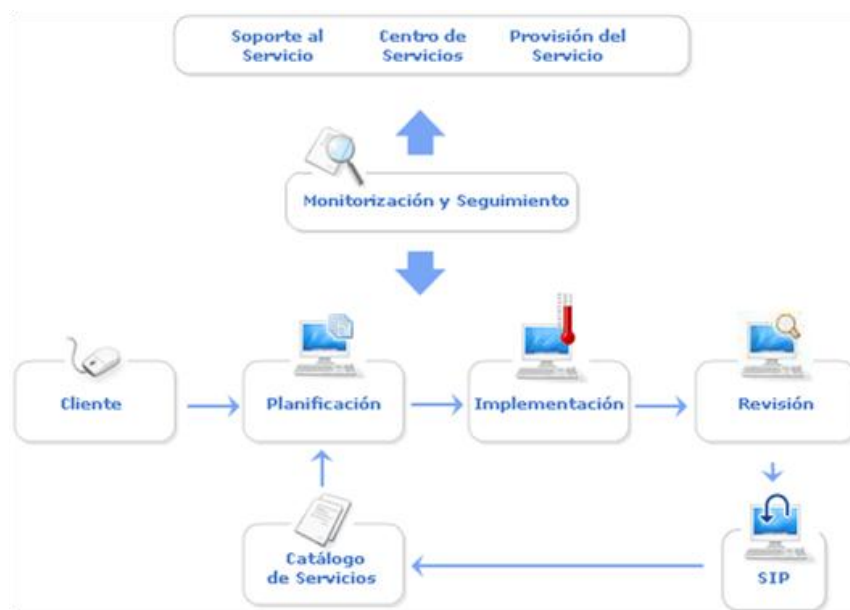 Soporte al
Servicio
Centro de
Servicios
Provisión del
Servicio
Monitorización y Seguimiento
Cliente
Planificación
Implementación
Revisión
Catálogo
de Servicios
SIP